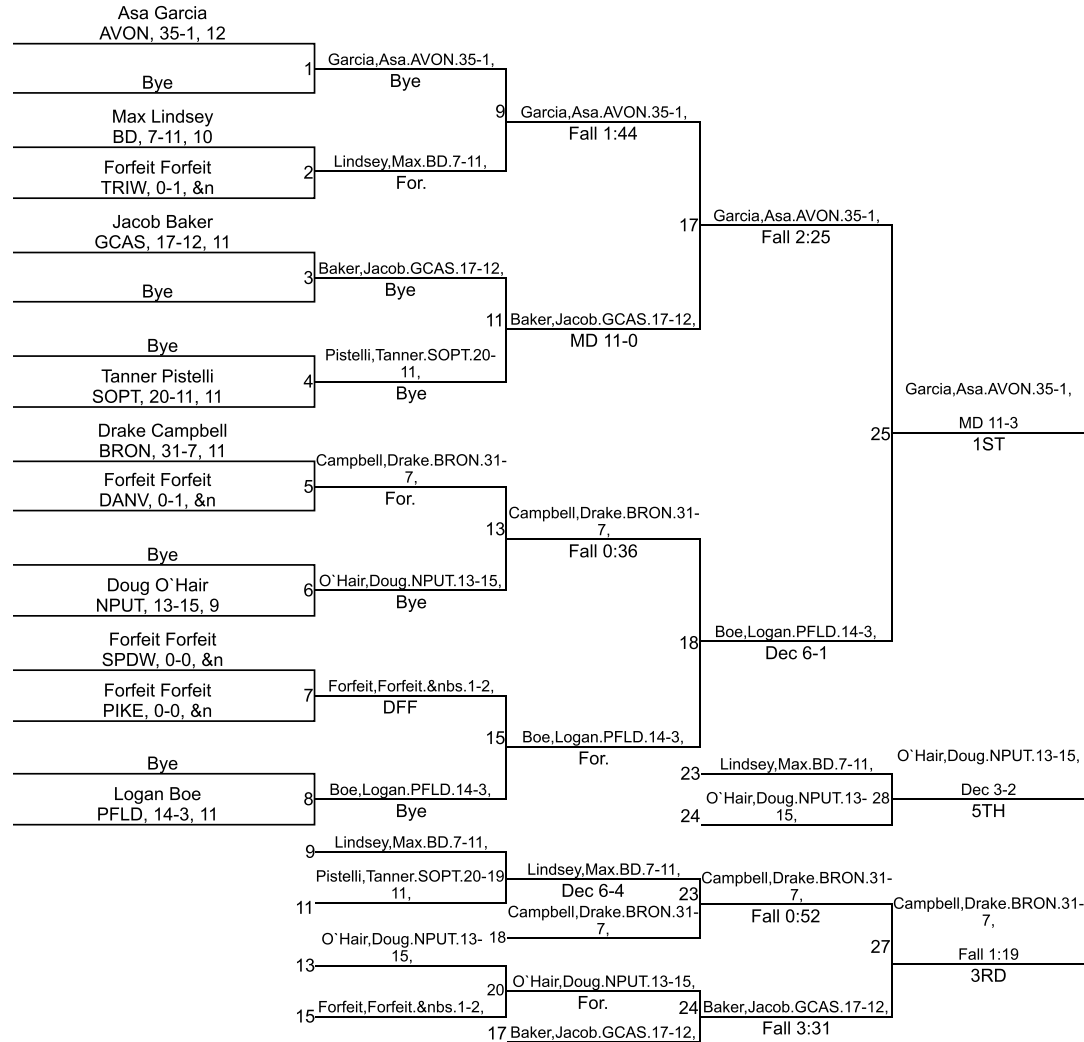 Asa Garcia
AVON, 35-1, 12
Bye
1
Garcia,Asa.AVON.35-1,
Bye
Max Lindsey
BD, 7-11, 10
Forfeit Forfeit
TRIW, 0-1, &n
2
Lindsey,Max.BD.7-11,
For.
9
Garcia,Asa.AVON.35-1,
Fall 1:44
Jacob Baker
GCAS, 17-12, 11
Bye
3
Baker,Jacob.GCAS.17-12,
Bye
Bye
Tanner Pistelli
SOPT, 20-11, 11
4
Pistelli,Tanner.SOPT.20-
11,
Bye
11
Baker,Jacob.GCAS.17-12,
MD 11-0
17
Garcia,Asa.AVON.35-1,
Fall 2:25
Drake Campbell
BRON, 31-7, 11
Forfeit Forfeit
DANV, 0-1, &n
5
Campbell,Drake.BRON.31-
7,
For.
Bye
Doug O`Hair
NPUT, 13-15, 9
6
O`Hair,Doug.NPUT.13-15,
Bye
13
Campbell,Drake.BRON.31-
7,
Fall 0:36
Forfeit Forfeit
SPDW, 0-0, &n
Forfeit Forfeit
PIKE, 0-0, &n
7
Forfeit,Forfeit.&nbs.1-2,
DFF
Bye
Logan Boe
PFLD, 14-3, 11
8
Boe,Logan.PFLD.14-3,
Bye
15
Boe,Logan.PFLD.14-3,
For.
18
Boe,Logan.PFLD.14-3,
Dec 6-1
25
Garcia,Asa.AVON.35-1,
MD 11-3
1ST
23
Lindsey,Max.BD.7-11,
24
O`Hair,Doug.NPUT.13-
15,
28
O`Hair,Doug.NPUT.13-15,
Dec 3-2
5TH
9
Lindsey,Max.BD.7-11,
11
Pistelli,Tanner.SOPT.20-
11,
19
Lindsey,Max.BD.7-11,
Dec 6-4
18
Campbell,Drake.BRON.31-
7,
23
Campbell,Drake.BRON.31-
7,
Fall 0:52
13
O`Hair,Doug.NPUT.13-
15,
15
Forfeit,Forfeit.&nbs.1-2,
20
O`Hair,Doug.NPUT.13-15,
For.
17
Baker,Jacob.GCAS.17-12,
24
Baker,Jacob.GCAS.17-12,
Fall 3:31
27
Campbell,Drake.BRON.31-
7,
Fall 1:19
3RD